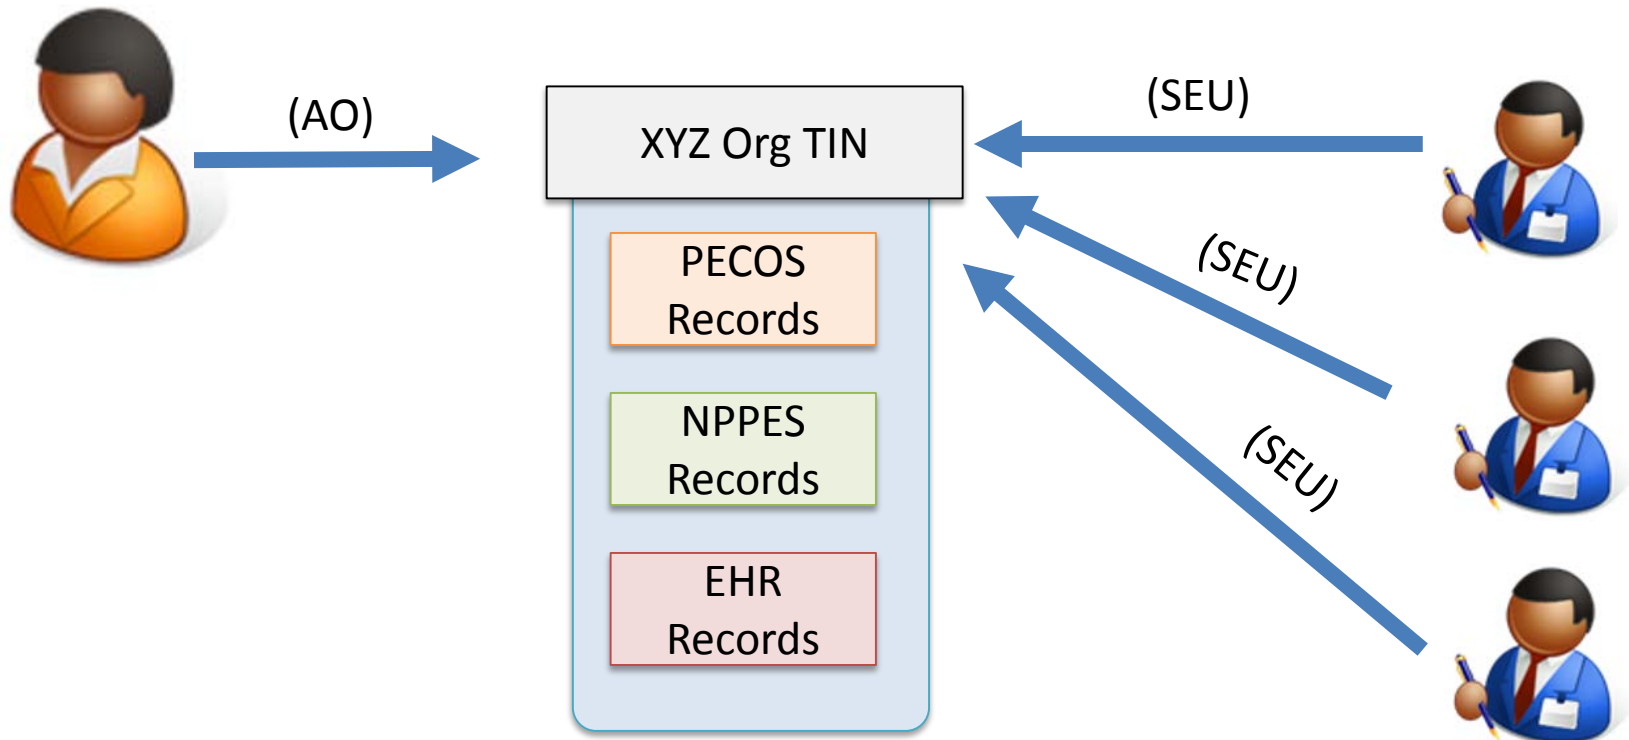 (AO)
XYZ Org TIN
(SEU)
PECOS
Records
(SEU)
NPPES
Records
(SEU)
EHR
Records